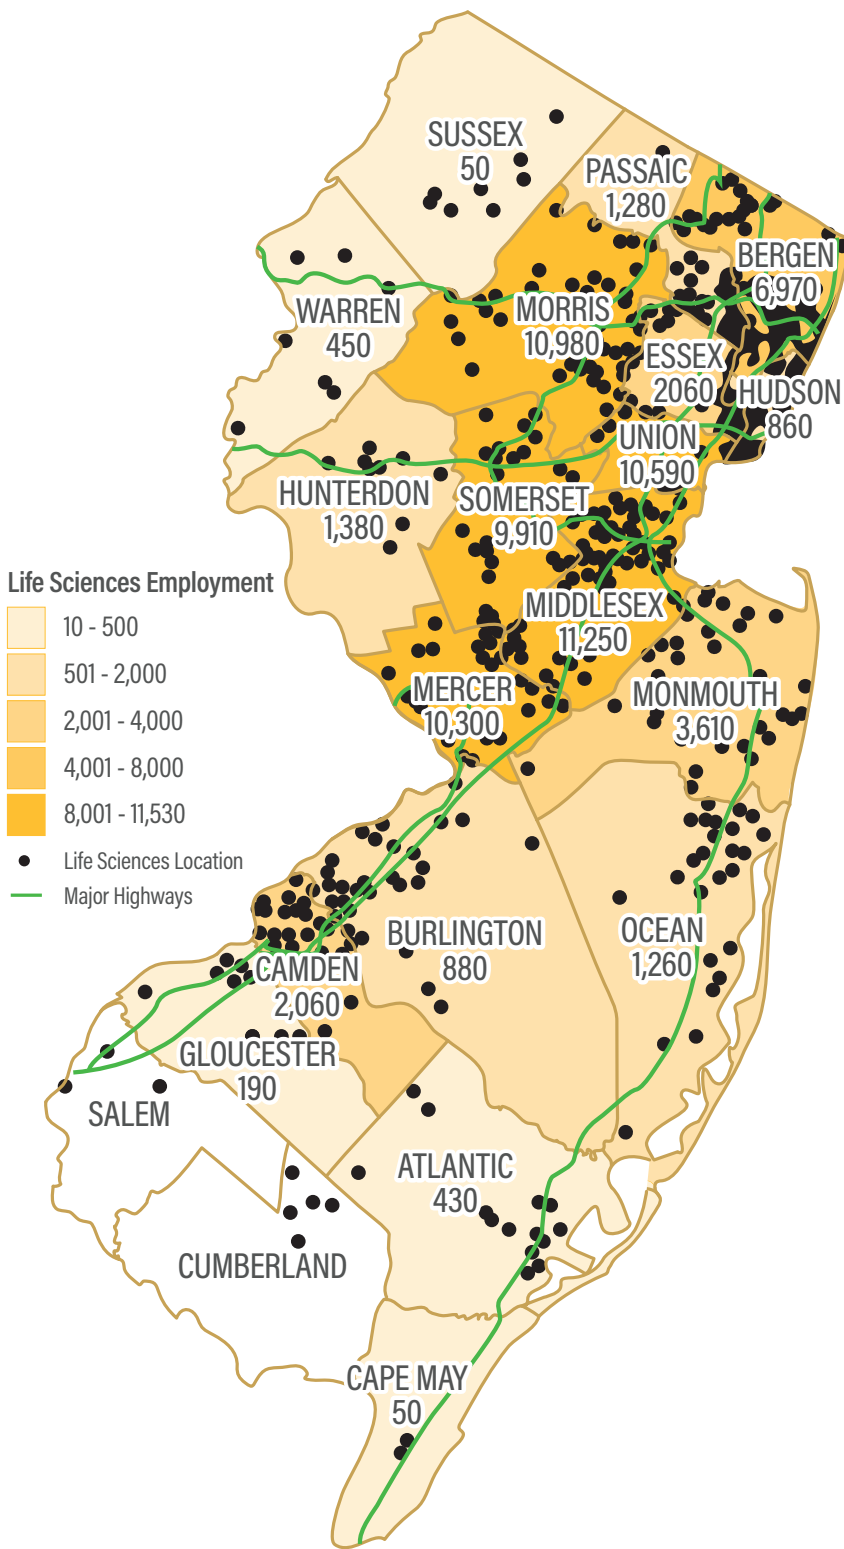 SUSSEX
50
PASSAIC
1,280
BERGEN
6,970
WARREN
450
MORRIS
10,980
ESSEX
2060
HUDSON
860
UNION
10,590
HUNTERDON
1,380
SOMERSET
9,910
MIDDLESEX
11,250
MERCER
10,300
MONMOUTH
3,610
Life Sciences Employment
10 - 500
501 - 2,000
2,001 - 4,000
4,001 - 8,000
8,001 - 11,530
Life Sciences Location
Major Highways
BURLINGTON
880
OCEAN
1,260
CAMDEN
2,060
GLOUCESTER
190
SALEM
ATLANTIC
430
CUMBERLAND
CAPE MAY
50